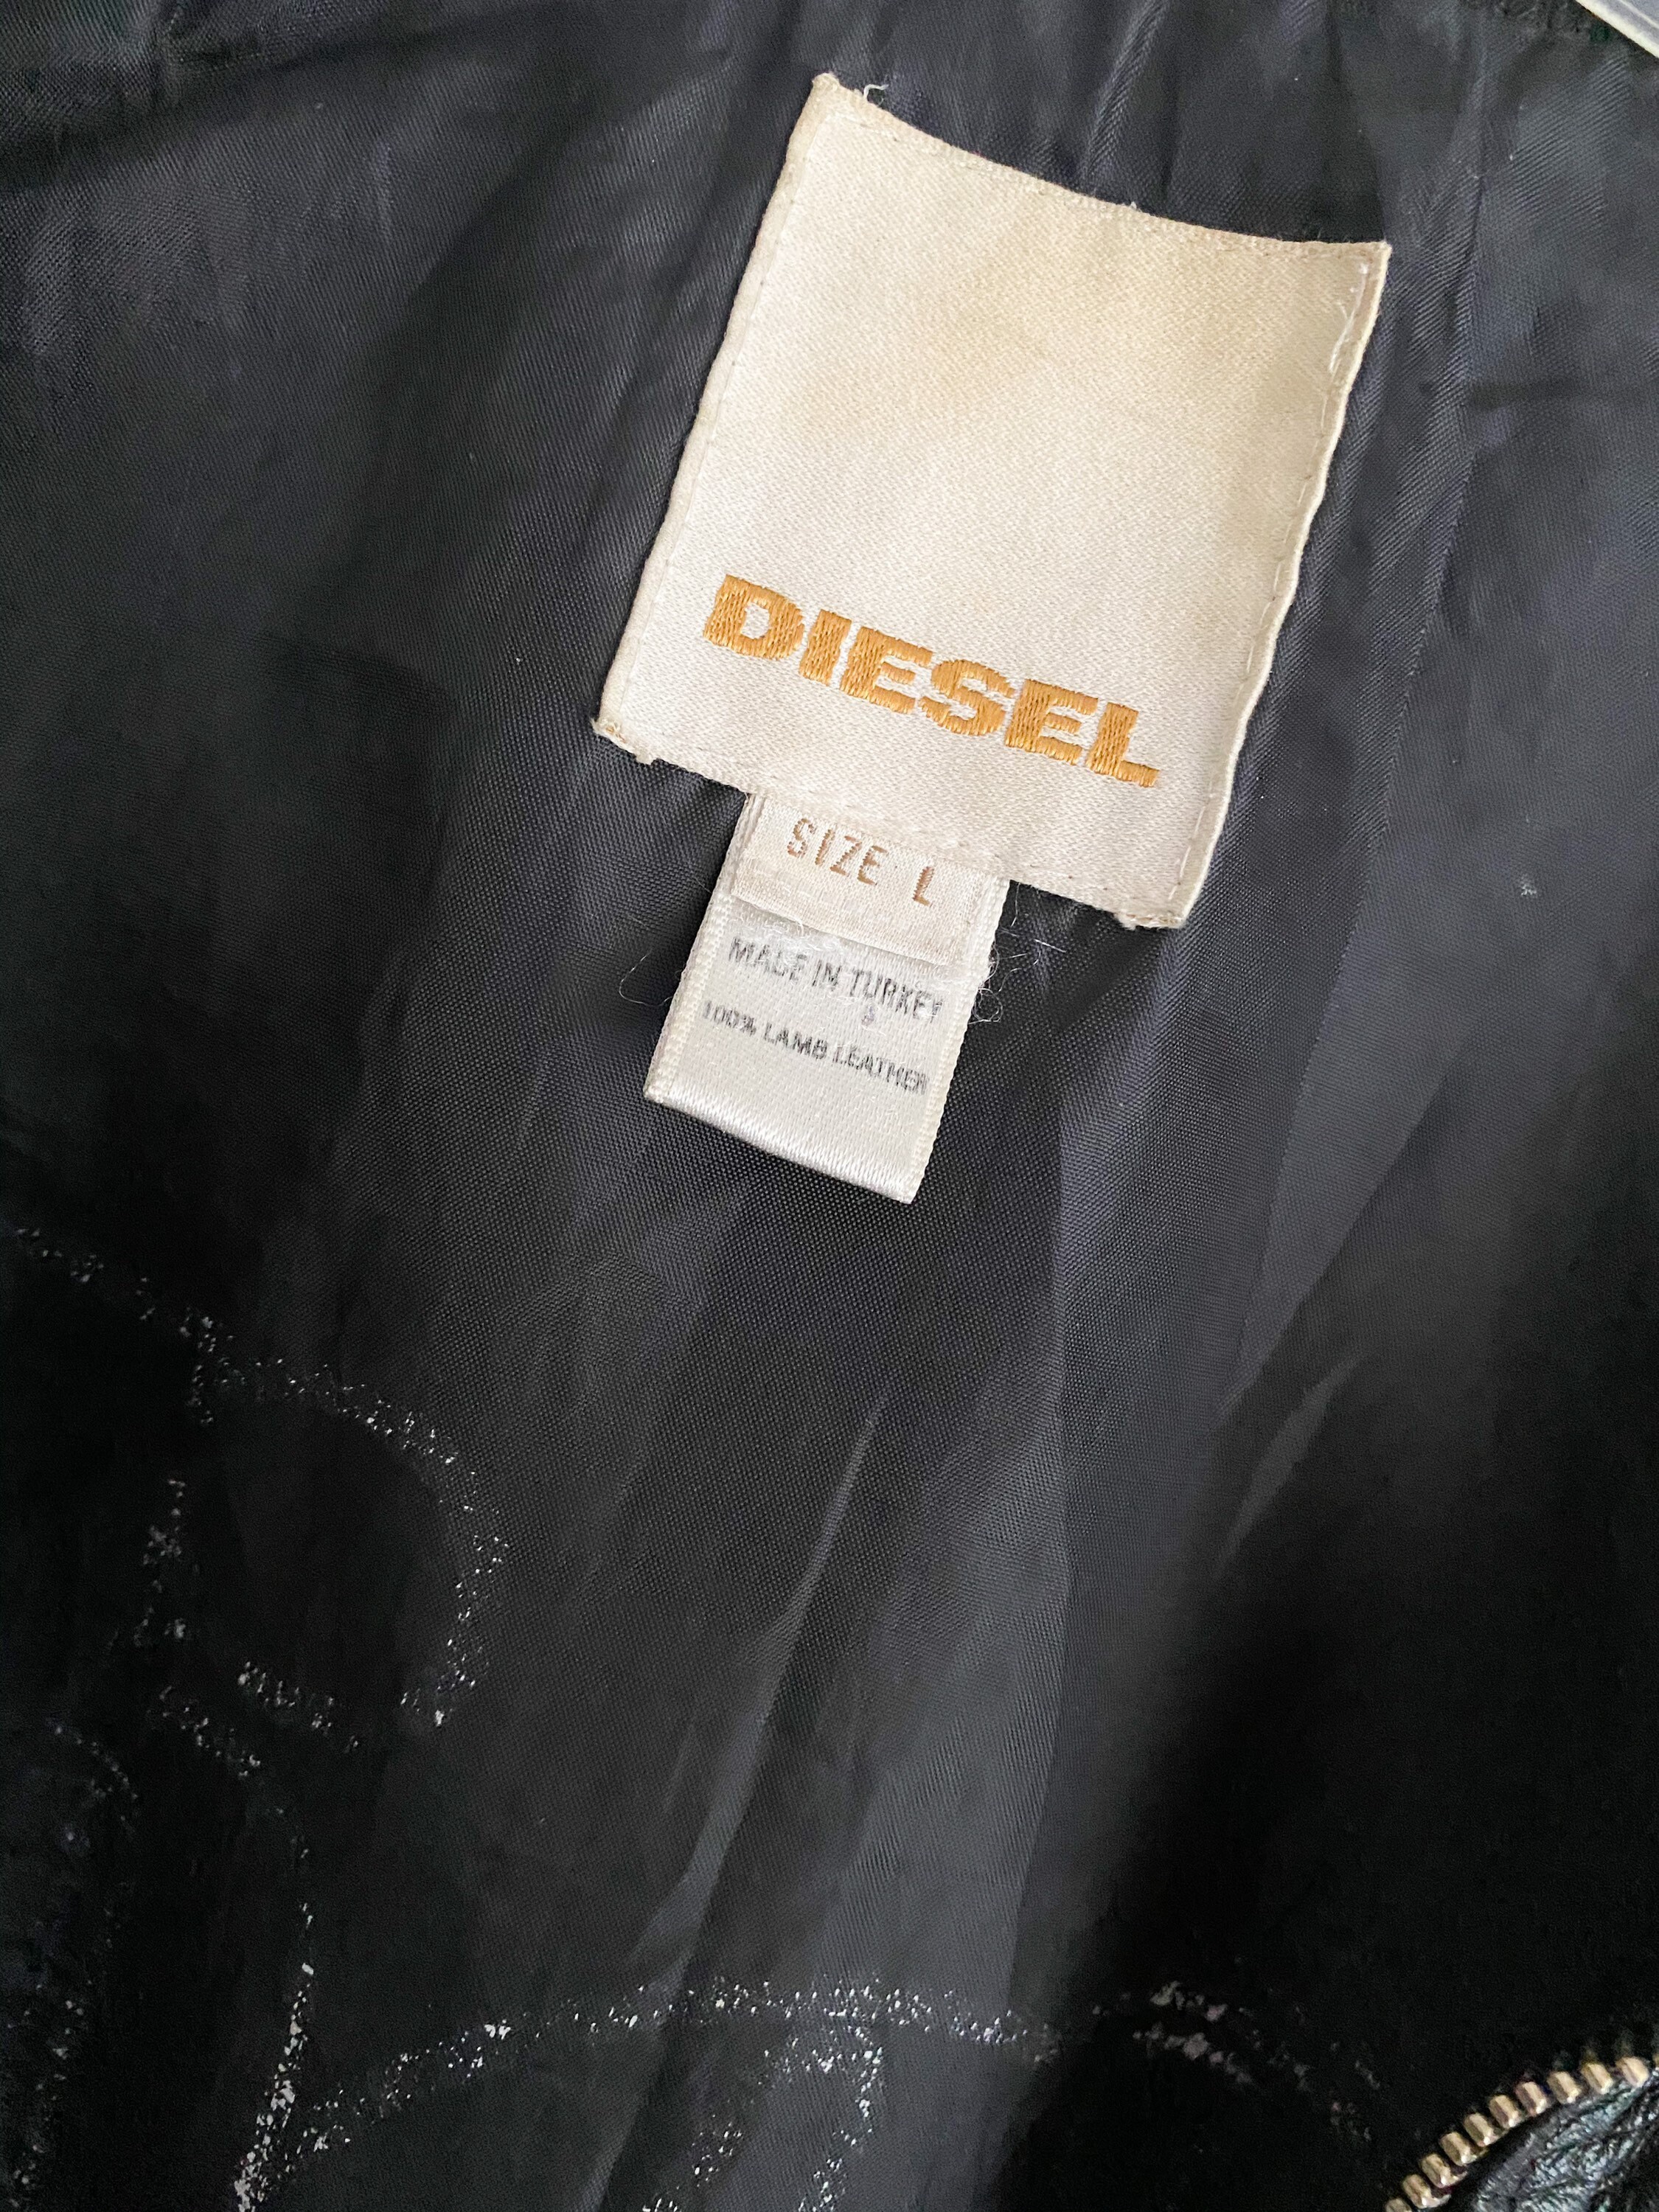 DIESEL
SIZE L
MADE IN TURKEY
100% LAMB LEATHER